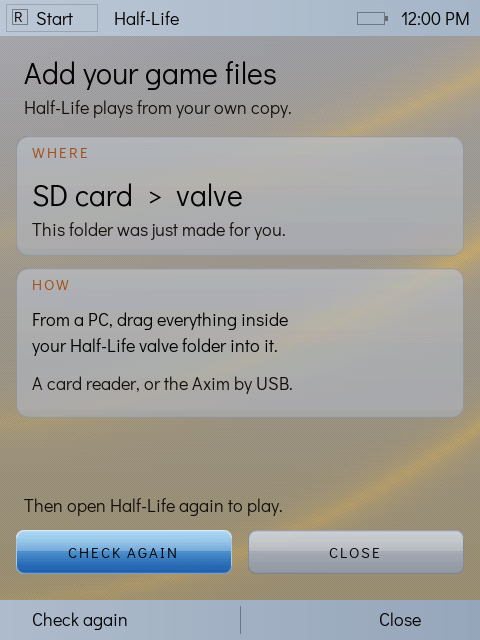 R Start Half-Life 12:00 PM
Add your game files
Half-Life plays from your own copy.
WHERE
SD card > valve
This folder was just made for you.
HOW
From a PC, drag everything inside
your Half-Life valve folder into it.
A card reader, or the Axim by USB.
Then open Half-Life again to play.
CHECK AGAIN CLOSE
Check again Close